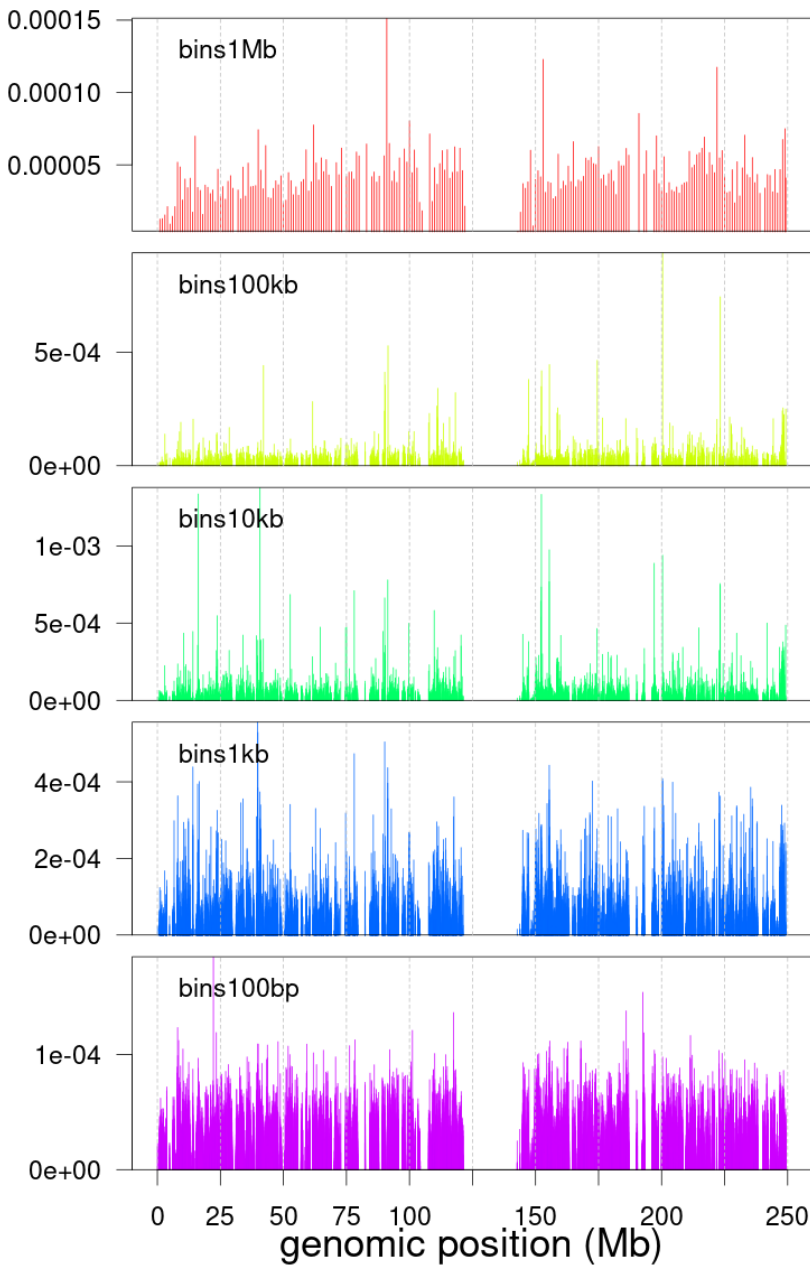 0.00015
bins1Mb
0.00010
0.00005
bins100kb
5e-04
0e+00
bins10kb
1e-03
5e-04
0e+00
bins1kb
4e-04
2e-04
0e+00
bins100bp
1e-04
0e+00
0 25 50 75 100 150 200 250
genomic position (Mb)